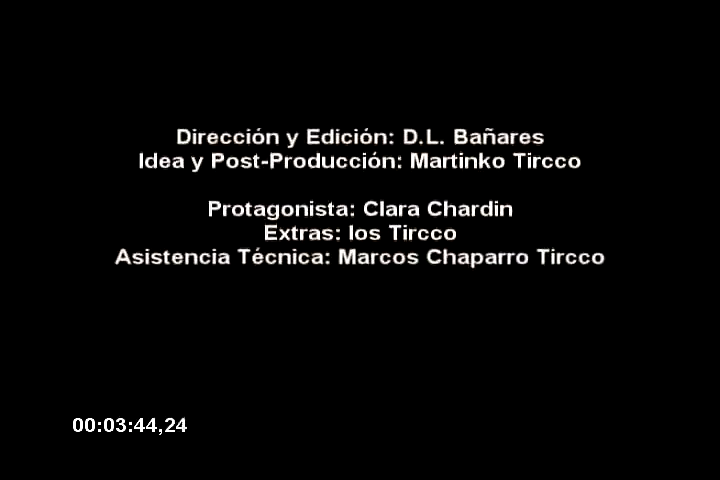 Dirección y Edición: D.L. Bañares
Idea y Post-Producción: Martinko Tircco
Protagonista: Clara Chardin
Extras: los Tircco
Asistencia Técnica: Marcos Chaparro Tircco
00:03:44,24